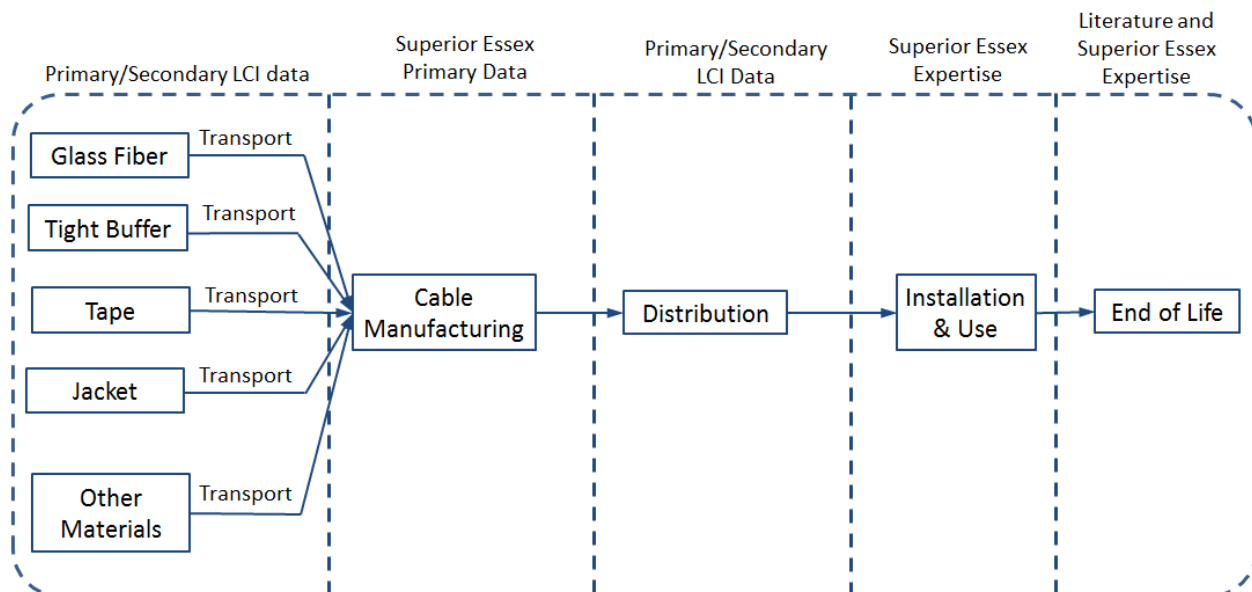 Primary/Secondary LCI data
Superior Essex
Primary Data
Primary/Secondary
LCI Data
Superior Essex
Expertise
Literature and
Superior Essex
Expertise
Glass Fiber
Transport
Tight Buffer
Transport
Tape
Transport
Jacket
Transport
Other
Materials
Transport
Cable
Manufacturing
Distribution
Installation
& Use
End of Life